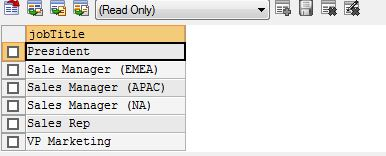 (Read Only)
jobTitle
President
Sale Manager (EMEA)
Sales Manager (APAC)
Sales Manager (NA)
Sales Rep
VP Marketing